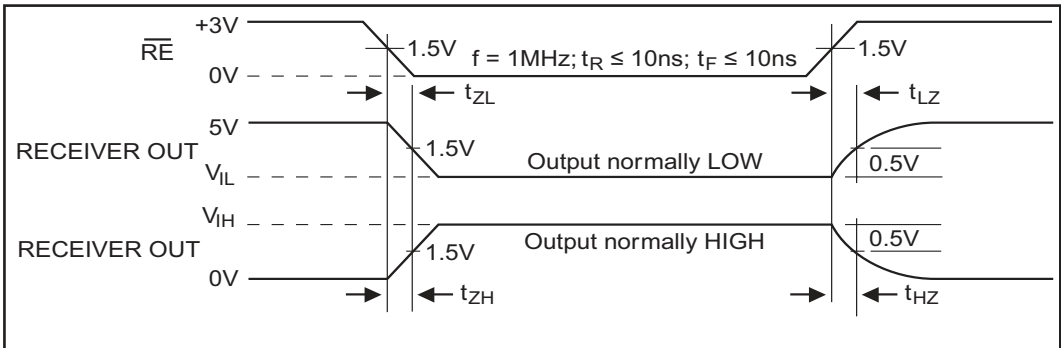 +3V
RE
1.5V
f = 1MHz; tR ≤ 10ns; tF ≤ 10ns
1.5V
0V
tZL
tLZ
5V
RECEIVER OUT
1.5V
Output normally LOW
0.5V
VIL
VIH
RECEIVER OUT
1.5V
Output normally HIGH
0.5V
0V
tZH
tHZ